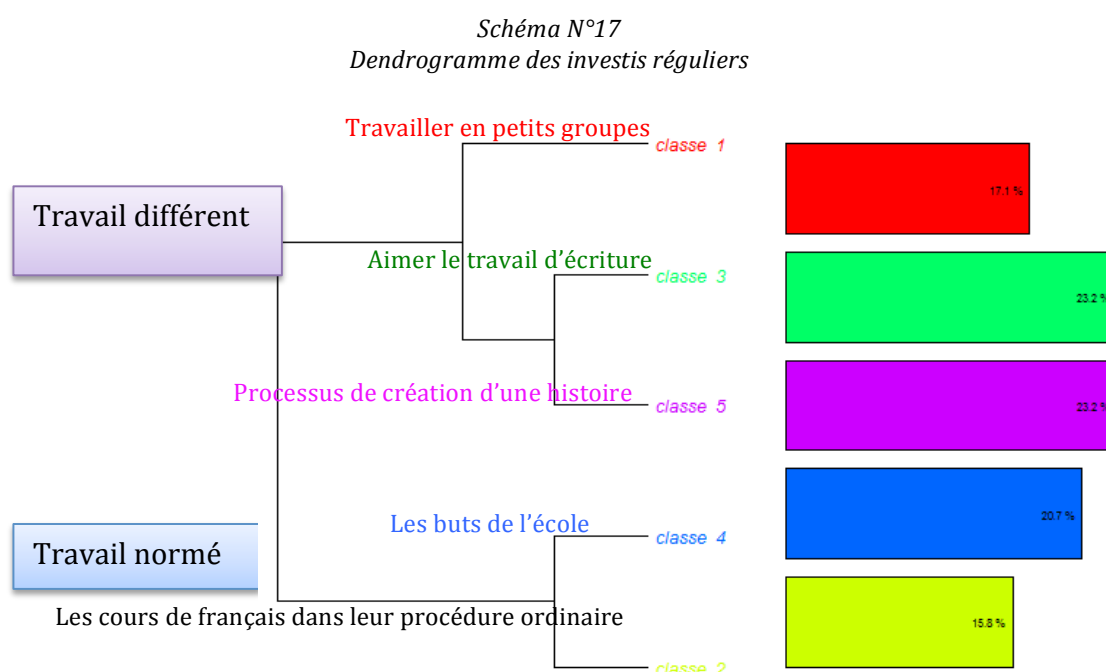 Schéma N°17
Dendrogramme des investis réguliers
Travailler en petits groupes
classe 1
17.1 %
Travail différent
Aimer le travail d’écriture
classe 3
23.2 %
Processus de création d’une histoire
classe 5
23.2 %
Les buts de l’école
classe 4
20.7 %
Travail normé
Les cours de français dans leur procédure ordinaire
15.8 %
classe 2